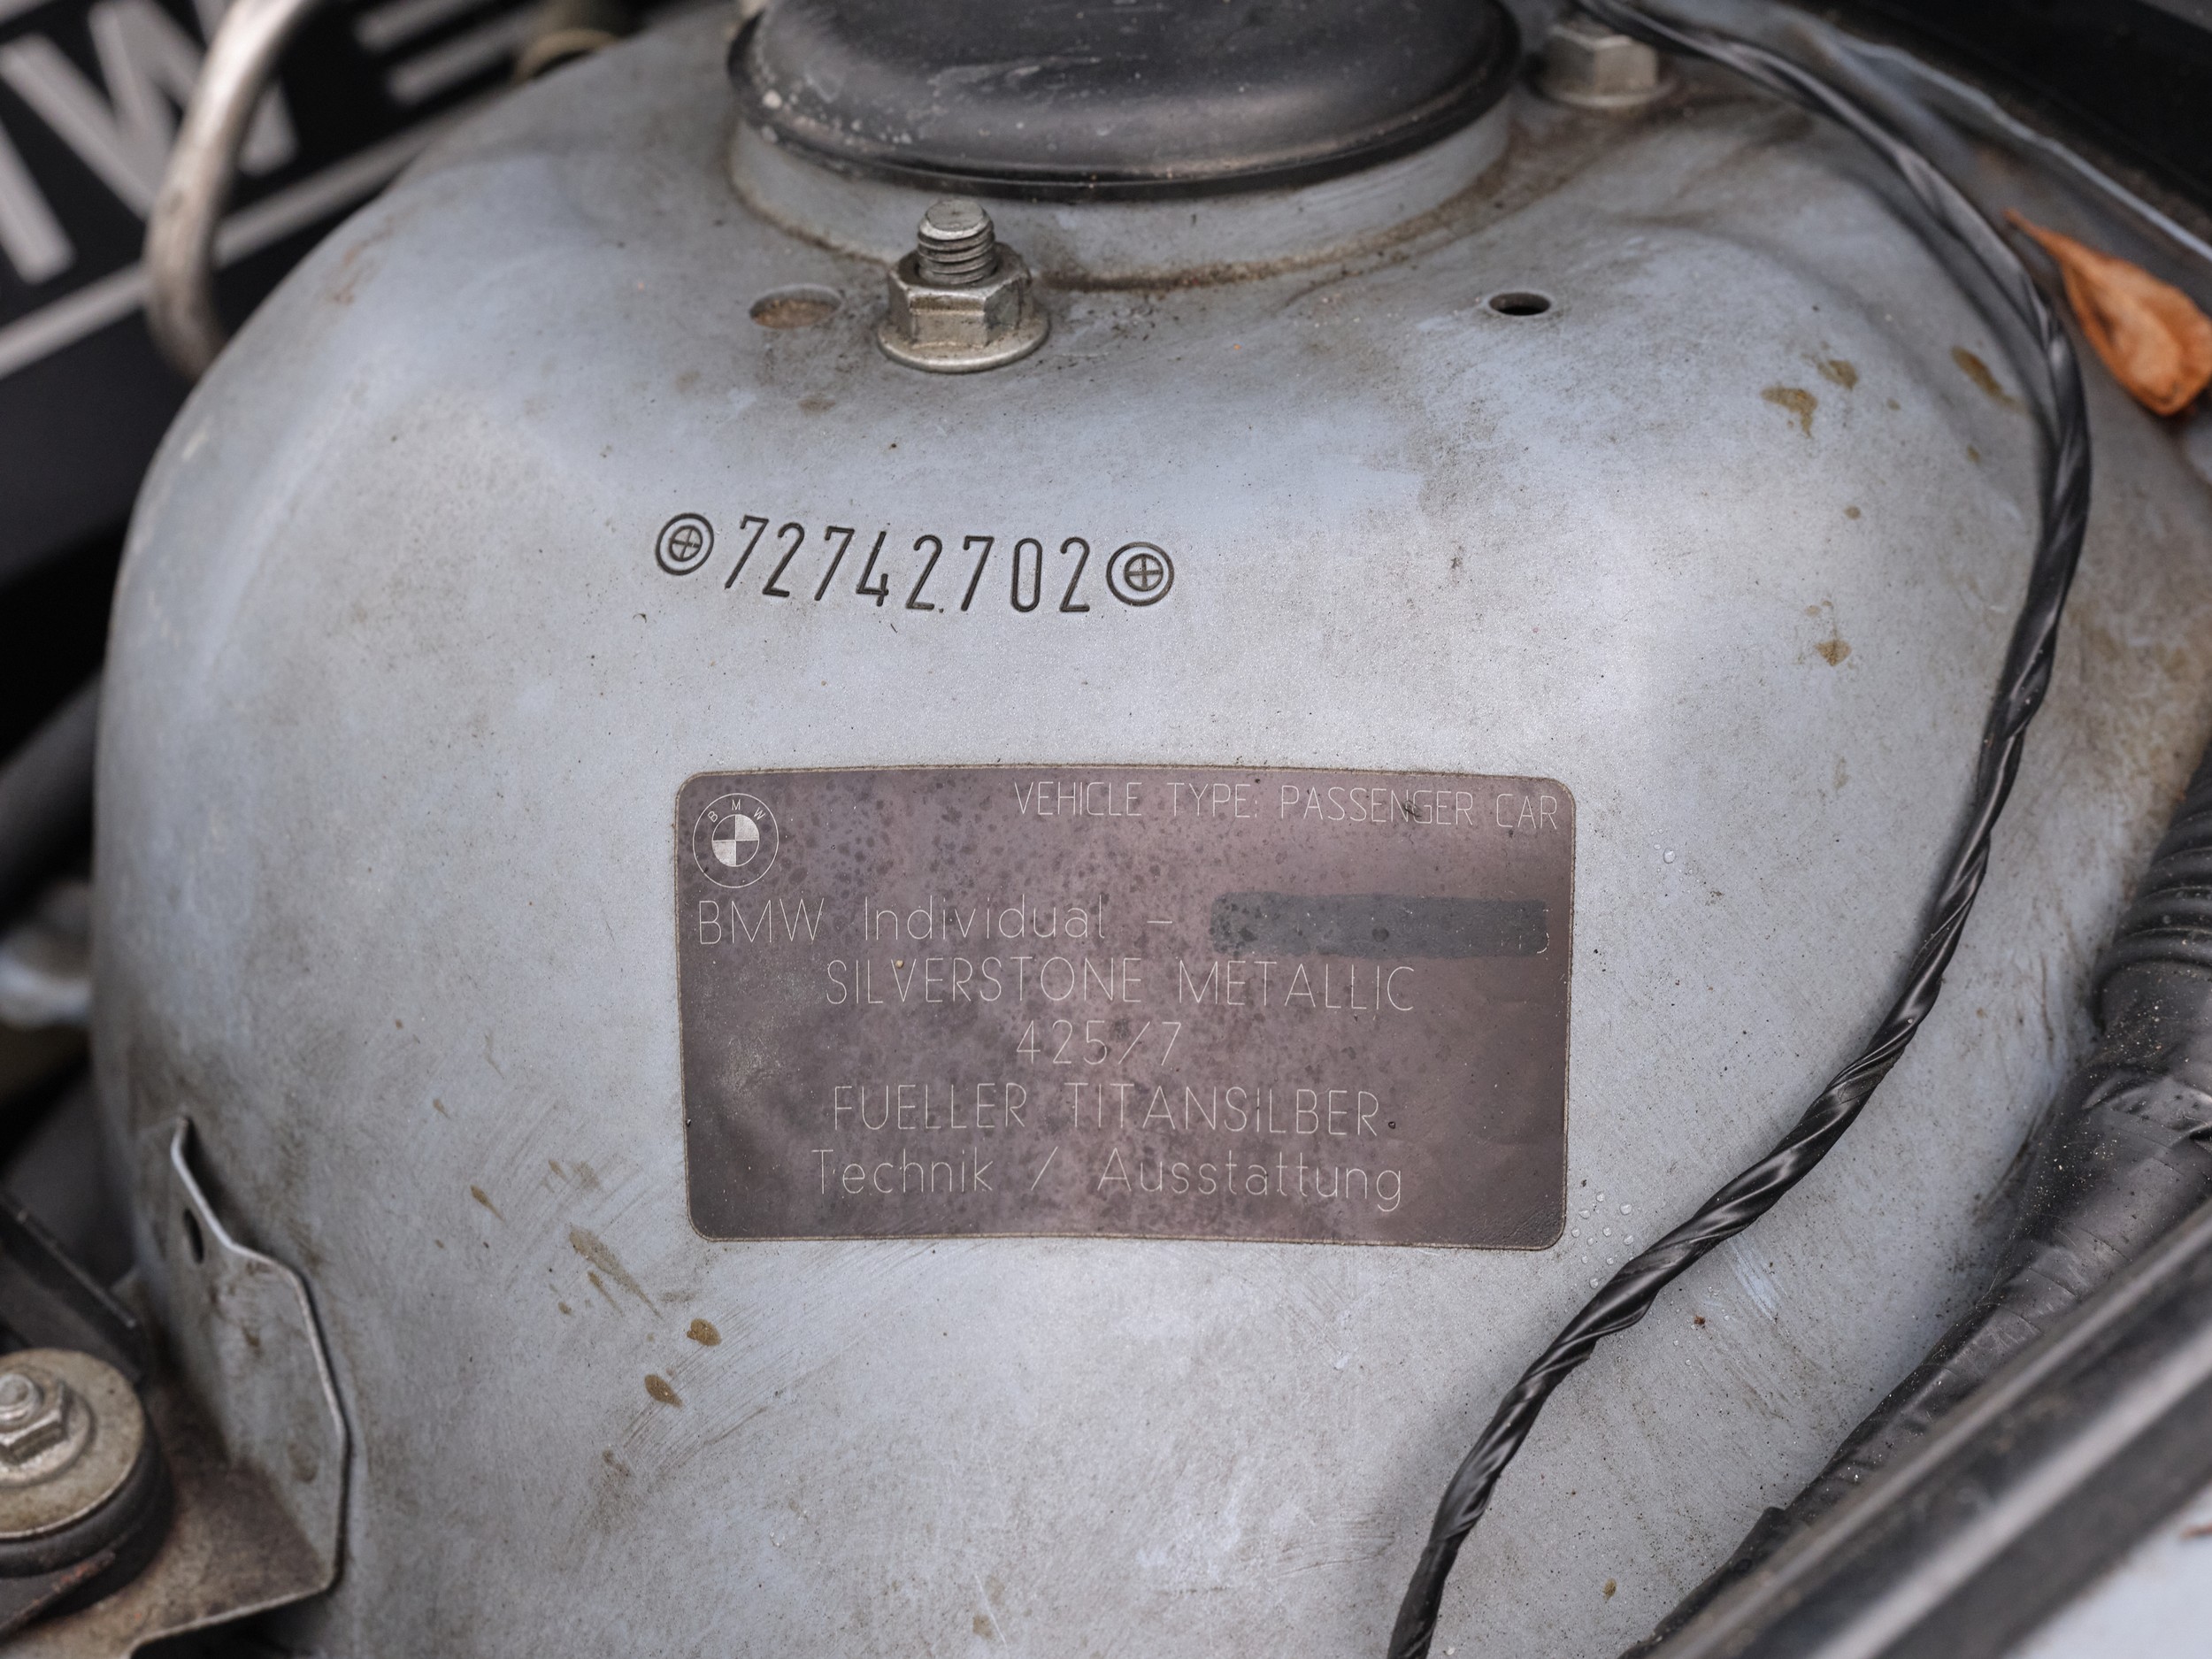 72742702
BMW
VEHICLE TYPE: PASSENGER CAR
BMW Individual -
SILVERSTONE METALLIC
425/7
FUELLER TITANSILBER
Technik / Ausstattung